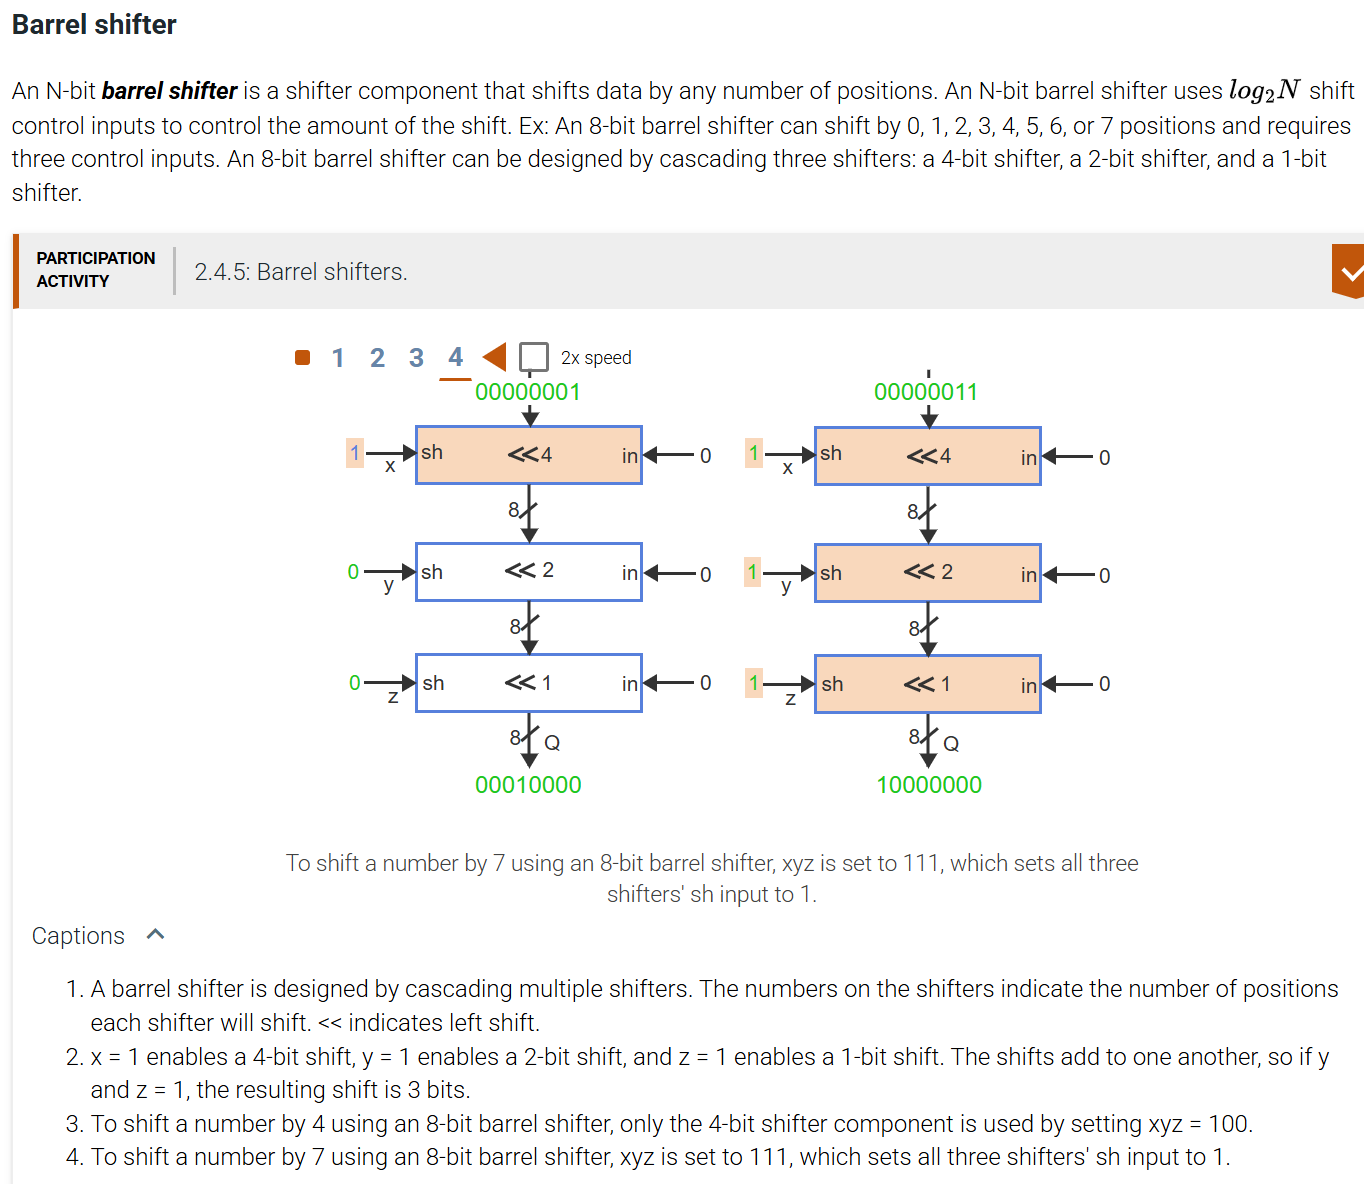 Barrel shifter
An N-bit barrel shifter is a shifter component that shifts data by any number of positions. An N-bit barrel shifter uses log₂N shift
control inputs to control the amount of the shift. Ex: An 8-bit barrel shifter can shift by 0, 1, 2, 3, 4, 5, 6, or 7 positions and requires
three control inputs. An 8-bit barrel shifter can be designed by cascading three shifters: a 4-bit shifter, a 2-bit shifter, and a 1-bit
shifter.
PARTICIPATION
ACTIVITY
2.4.5: Barrel shifters.
1 2 3 4 2x speed
00000001 00000011
1 x sh <<4 in 0 1 x sh <<4 in 0
8 8
0 y sh << 2 in 0 1 y sh << 2 in 0
8 8
0 z sh << 1 in 0 1 z sh << 1 in 0
8 Q 8 Q
00010000 10000000
To shift a number by 7 using an 8-bit barrel shifter, xyz is set to 111, which sets all three
shifters' sh input to 1.
Captions
1. A barrel shifter is designed by cascading multiple shifters. The numbers on the shifters indicate the number of positions
each shifter will shift. << indicates left shift.
2. x = 1 enables a 4-bit shift, y = 1 enables a 2-bit shift, and z = 1 enables a 1-bit shift. The shifts add to one another, so if y
and z = 1, the resulting shift is 3 bits.
3. To shift a number by 4 using an 8-bit barrel shifter, only the 4-bit shifter component is used by setting xyz = 100.
4. To shift a number by 7 using an 8-bit barrel shifter, xyz is set to 111, which sets all three shifters' sh input to 1.